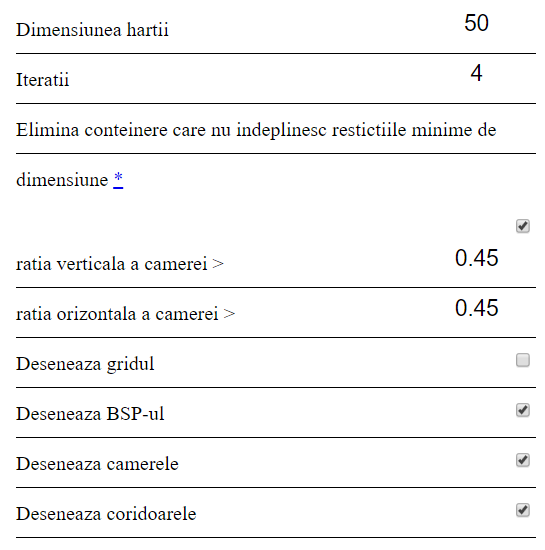 Dimensiunea hartii 50
Iteratii 4
Elimina conteinere care nu indeplinesc restictiile minime de
dimensiune *
ratia verticala a camerei > 0.45
ratia orizontala a camerei > 0.45
Deseneaza gridul
Deseneaza BSP-ul
Deseneaza camerele
Deseneaza coridoarele